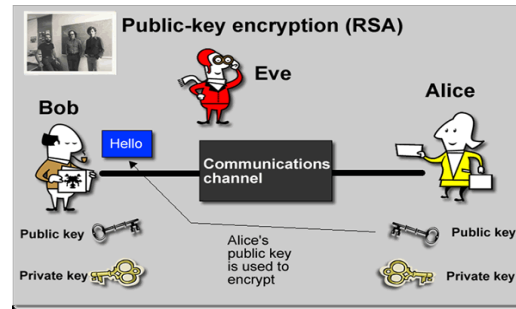 Public-key encryption (RSA)
Eve
Bob
Alice
Hello
Communications
channel
Public key
Private key
Alice's
public key
is used to
encrypt
Public key
Private key